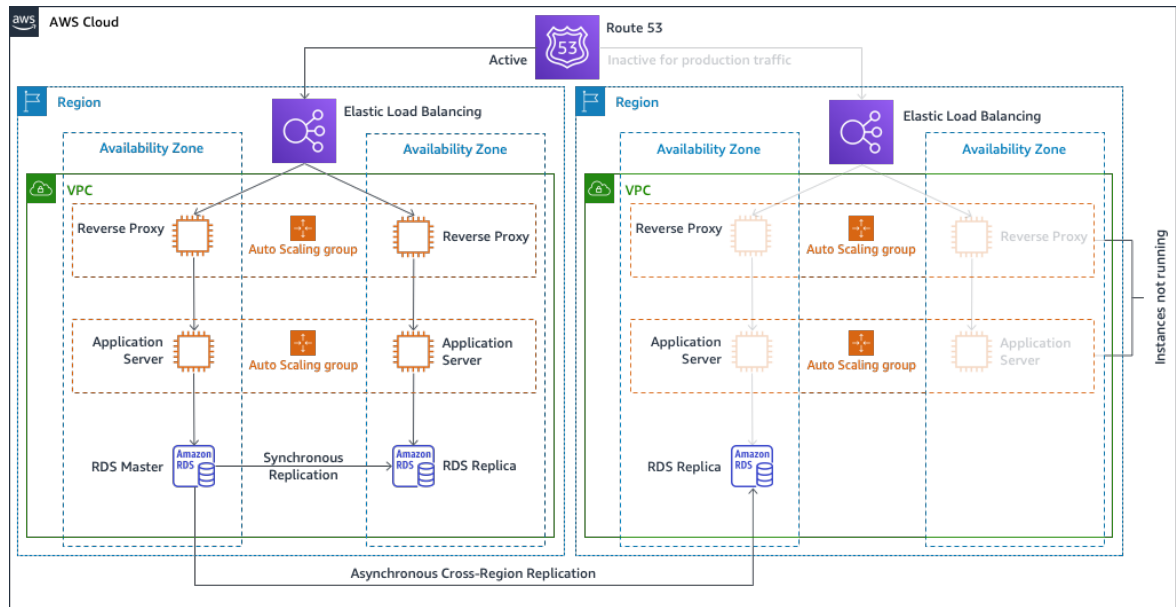 aws
AWS Cloud
Route 53
53
Active
Inactive for production traffic
Region
Elastic Load Balancing
Availability Zone
Availability Zone
VPC
Reverse Proxy
Auto Scaling group
Reverse Proxy
Application
Server
Auto Scaling group
Application
Server
RDS Master
Amazon
RDS
Synchronous
Replication
Amazon
RDS
RDS Replica
Region
Elastic Load Balancing
Availability Zone
Availability Zone
VPC
Reverse Proxy
Auto Scaling group
Reverse Proxy
Application
Server
Auto Scaling group
Application
Server
RDS Replica
Amazon
RDS
Instances not running
Asynchronous Cross-Region Replication